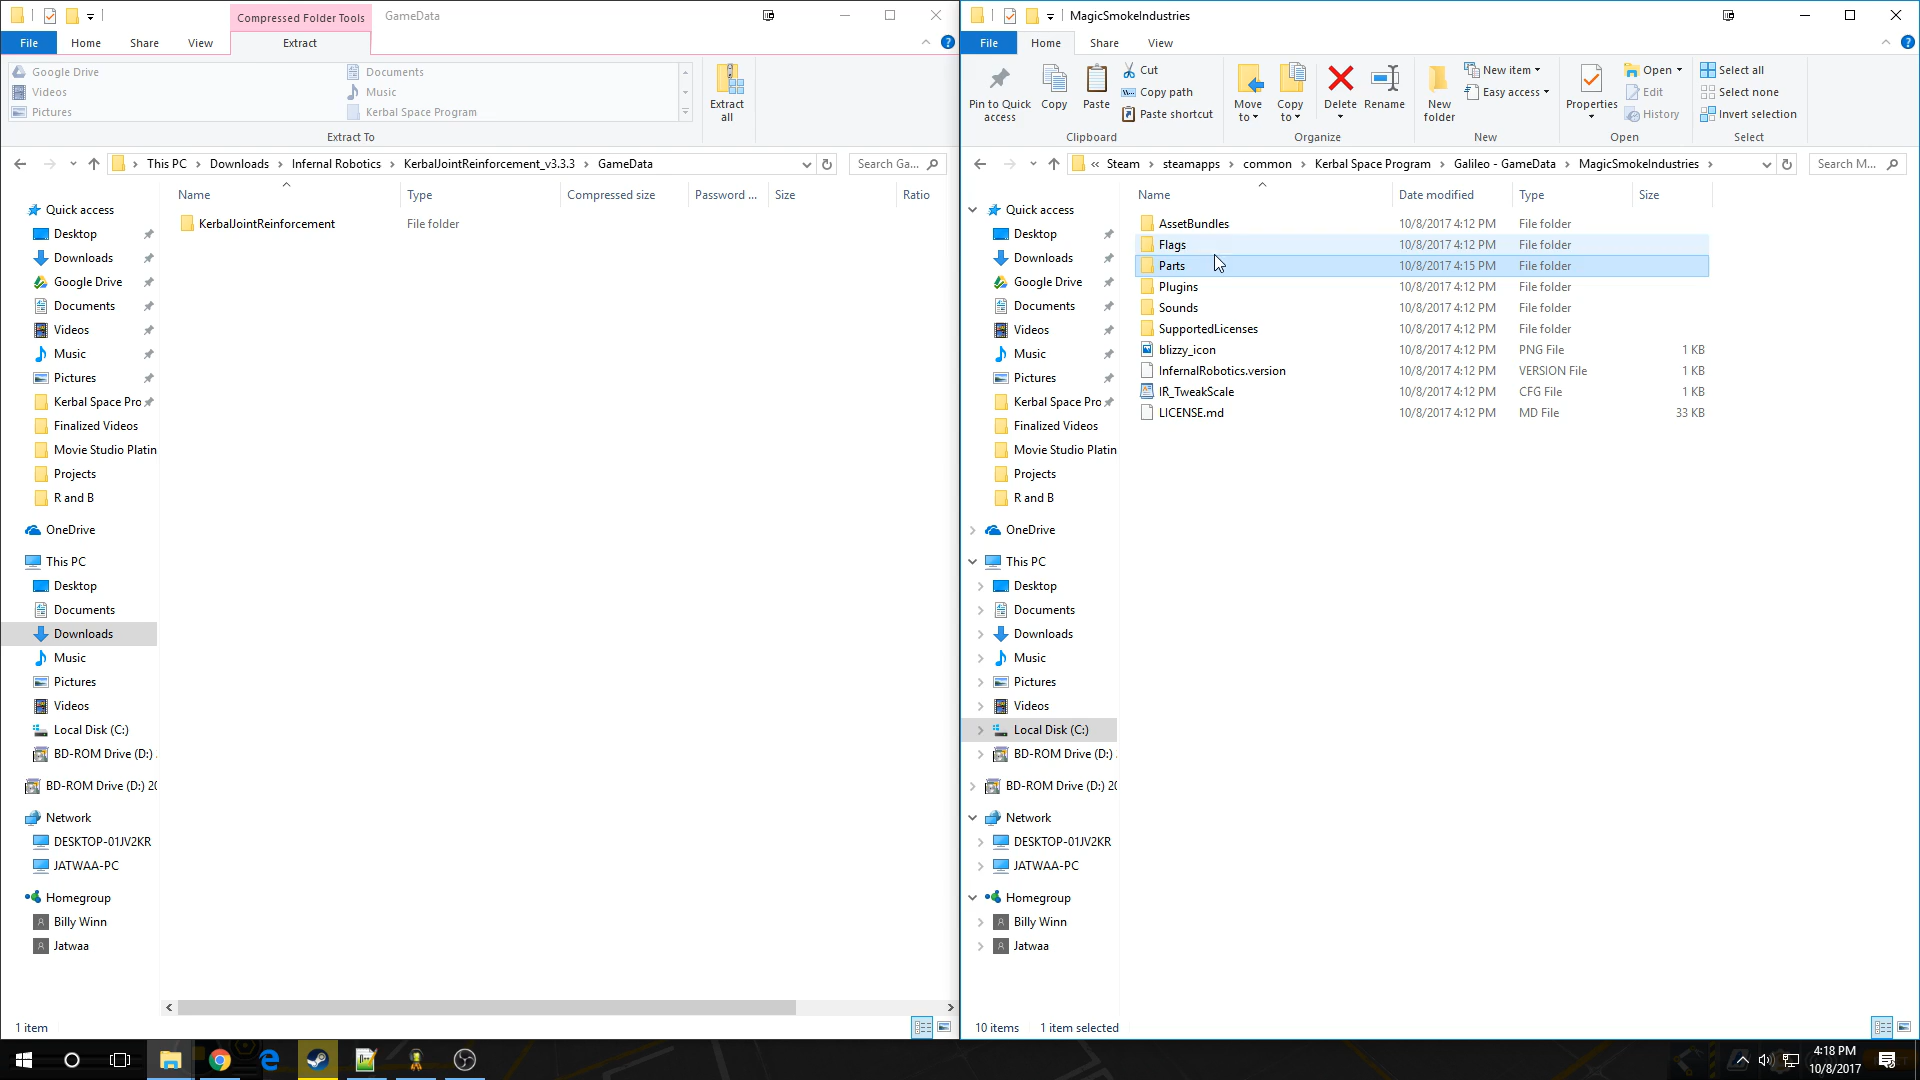 Compressed Folder Tools
GameData
File
Home
Share
View
Extract
Google Drive
Documents
Videos
Music
Pictures
Kerbal Space Program
Extract all
Extract To
This PC
Downloads
Infernal Robotics
KerbalJointReinforcement_v3.3.3
GameData
Search Ga...
Name
Type
Compressed size
Password ...
Size
Ratio
KerbalJointReinforcement
File folder
Quick access
Desktop
Downloads
Google Drive
Documents
Videos
Music
Pictures
Kerbal Space Pro
Finalized Videos
Movie Studio Platin
Projects
R and B
OneDrive
This PC
Desktop
Documents
Downloads
Music
Pictures
Videos
Local Disk (C:)
BD-ROM Drive (D:)
BD-ROM Drive (D:) 20
Network
DESKTOP-01JV2KR
JATWAA-PC
Homegroup
Billy Winn
Jatwaa
1 item
MagicSmokeIndustries
File
Home
Share
View
Pin to Quick access
Copy
Paste
Cut
Copy path
Paste shortcut
Clipboard
Move to
Copy to
Delete
Rename
Organize
New folder
New item
Easy access
New
Properties
Open
Edit
History
Open
Select all
Select none
Invert selection
Select
« Steam
steamapps
common
Kerbal Space Program
Galileo - GameData
MagicSmokeIndustries
Search M...
Name
Date modified
Type
Size
AssetBundles 10/8/2017 4:12 PM File folder
Flags 10/8/2017 4:12 PM File folder
Parts 10/8/2017 4:15 PM File folder
Plugins 10/8/2017 4:12 PM File folder
Sounds 10/8/2017 4:12 PM File folder
SupportedLicenses 10/8/2017 4:12 PM File folder
blizzy_icon 10/8/2017 4:12 PM PNG File 1 KB
InfernalRobotics.version 10/8/2017 4:12 PM VERSION File 1 KB
IR_TweakScale 10/8/2017 4:12 PM CFG File 1 KB
LICENSE.md 10/8/2017 4:12 PM MD File 33 KB
Quick access
Desktop
Downloads
Google Drive
Documents
Videos
Music
Pictures
Kerbal Space Pro
Finalized Videos
Movie Studio Platin
Projects
R and B
OneDrive
This PC
Desktop
Documents
Downloads
Music
Pictures
Videos
Local Disk (C:)
BD-ROM Drive (D:)
BD-ROM Drive (D:) 20
Network
DESKTOP-01JV2KR
JATWAA-PC
Homegroup
Billy Winn
Jatwaa
10 items
1 item selected
4:18 PM
10/8/2017